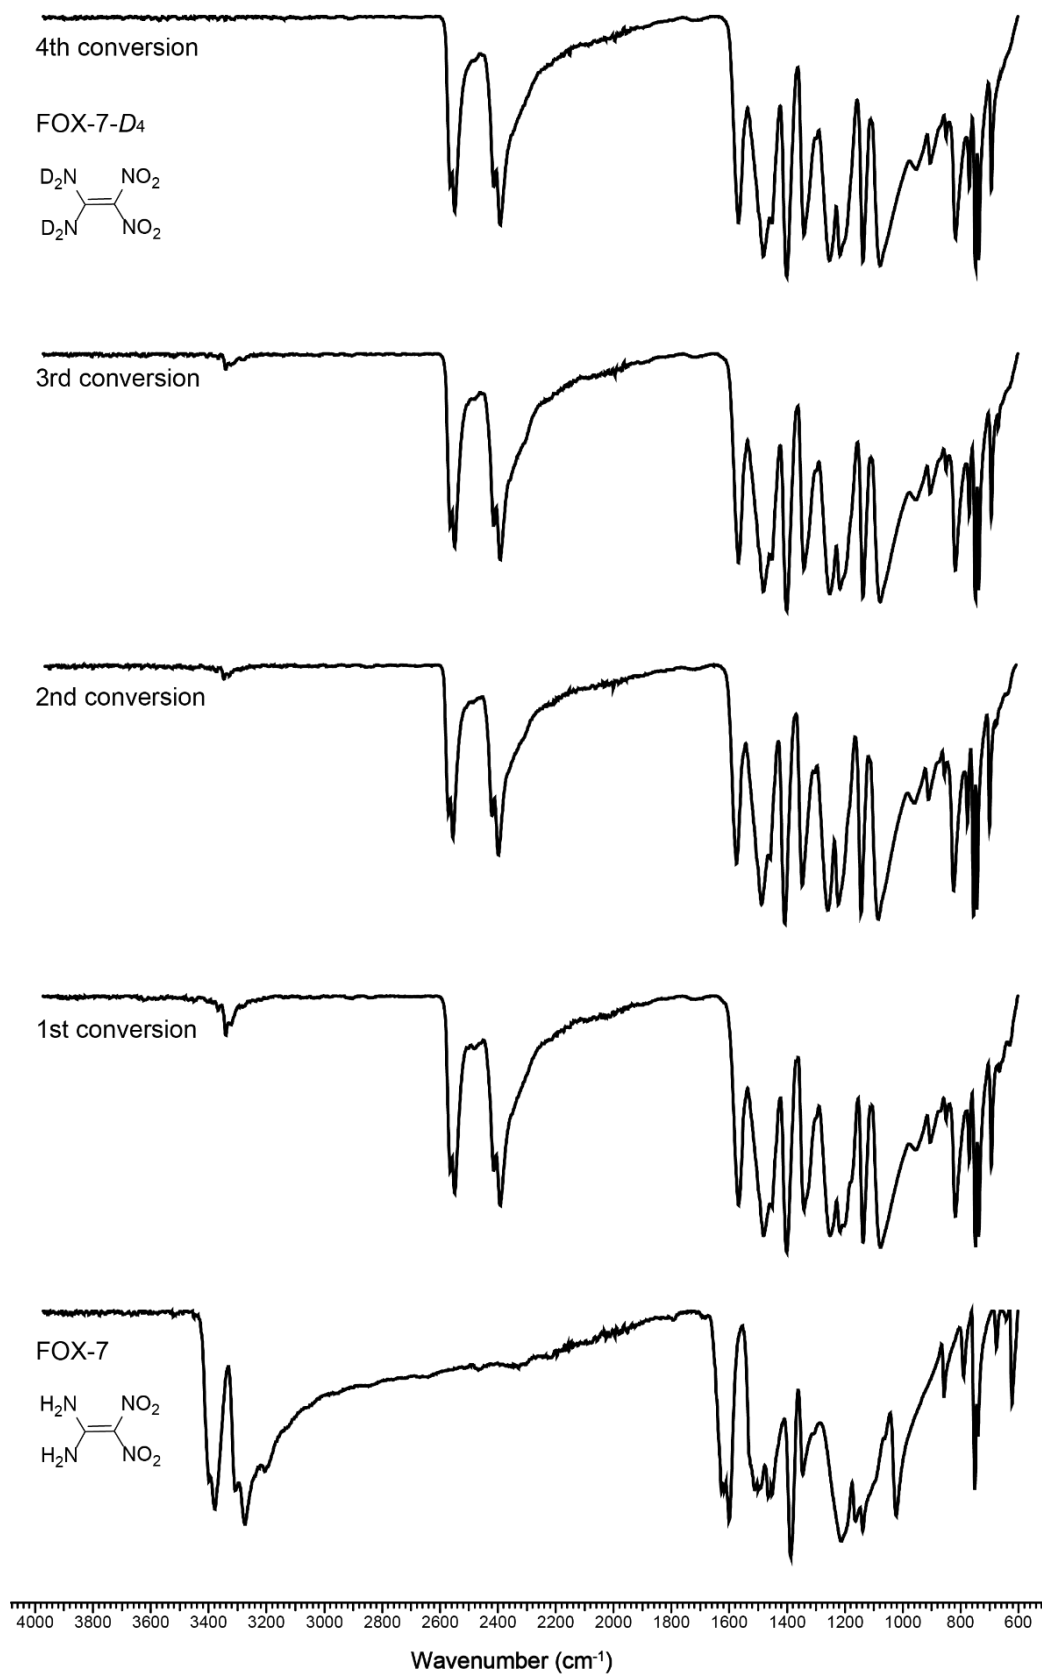 4th conversion
FOX-7-D4
D2N NO2
D2N NO2
3rd conversion
2nd conversion
1st conversion
FOX-7
H2N NO2
H2N NO2
4000 3800 3600 3400 3200 3000 2800 2600 2400 2200 2000 1800 1600 1400 1200 1000 800 600
Wavenumber (cm-1)